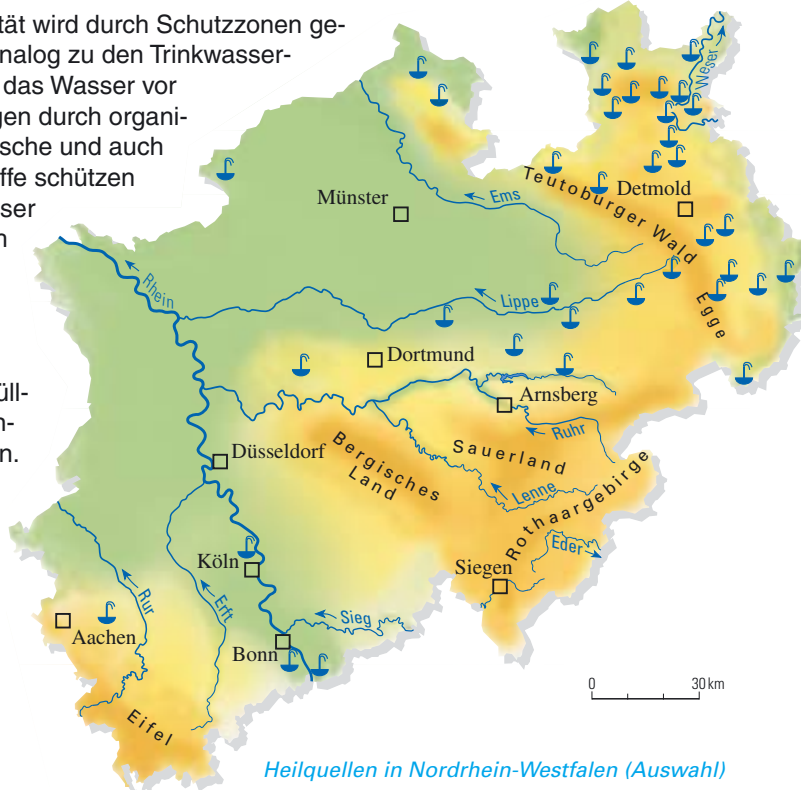 tät wird durch Schutzzonen ge-
nalog zu den Trinkwasser-
das Wasser vor
gen durch organi-
sche und auch
ffe schützen
ser
n
üll-
n-
n.
Weser
Teutoburger Wald
Detmold
Münster
Ems
Egge
Rhein
Lippe
Dortmund
Arnsberg
Ruhr
Düsseldorf
Bergisches
Land
Sauerland
Lenne
Rothaargebirge
Eder
Siegen
Köln
Rur
Erft
Sieg
Aachen
Bonn
Eifel
0 30 km
Heilquellen in Nordrhein-Westfalen (Auswahl)